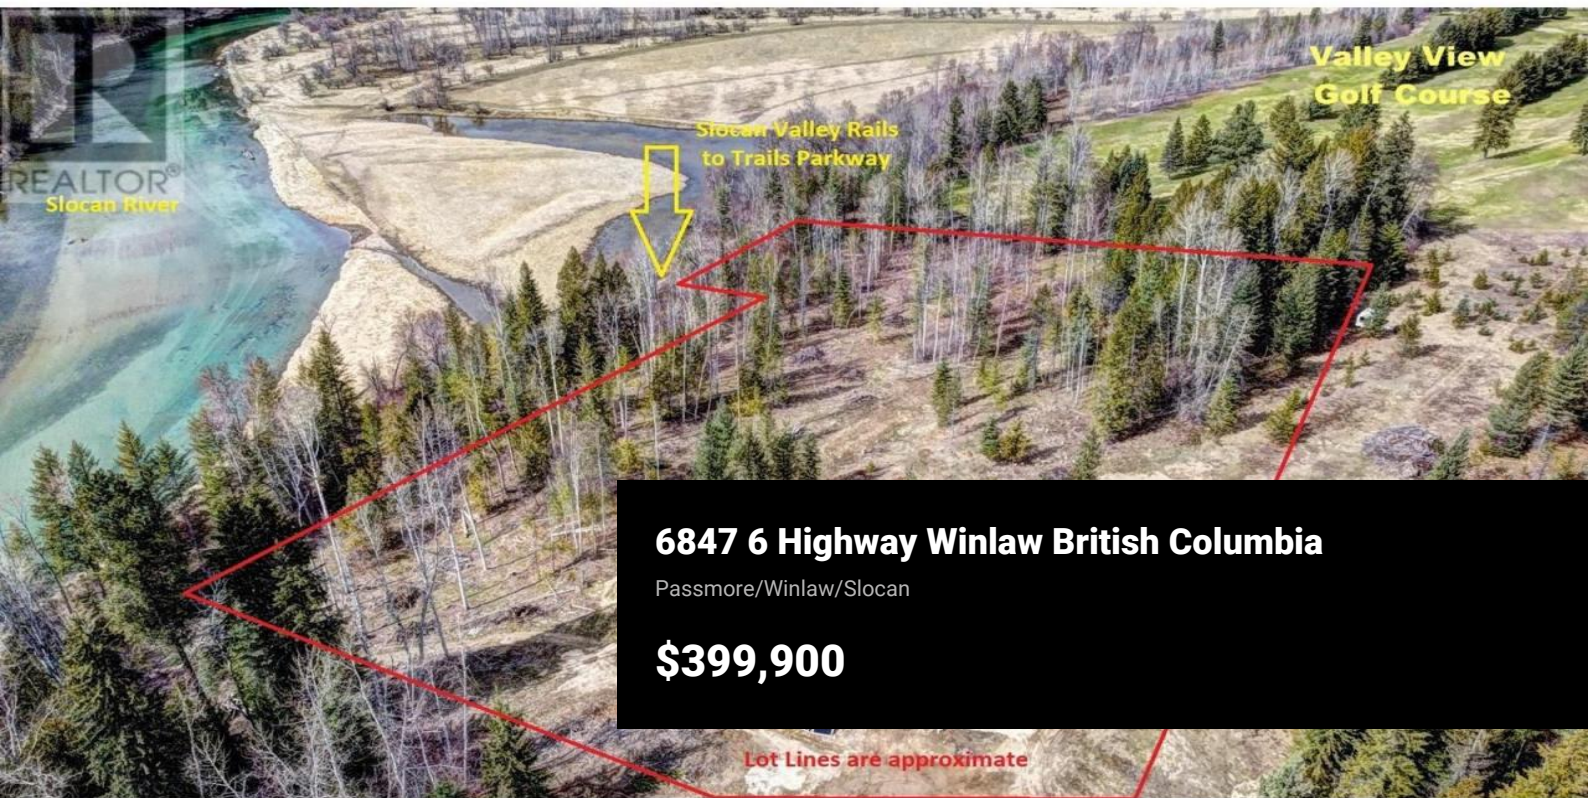 Valley View
Golf Course
Slocan Valley Rails
to Trails Parkway
R
REALTOR®
Slocan River
6847 6 Highway Winlaw British Columbia
Passmore/Winlaw/Slocan
$399,900
Lot Lines are approximate